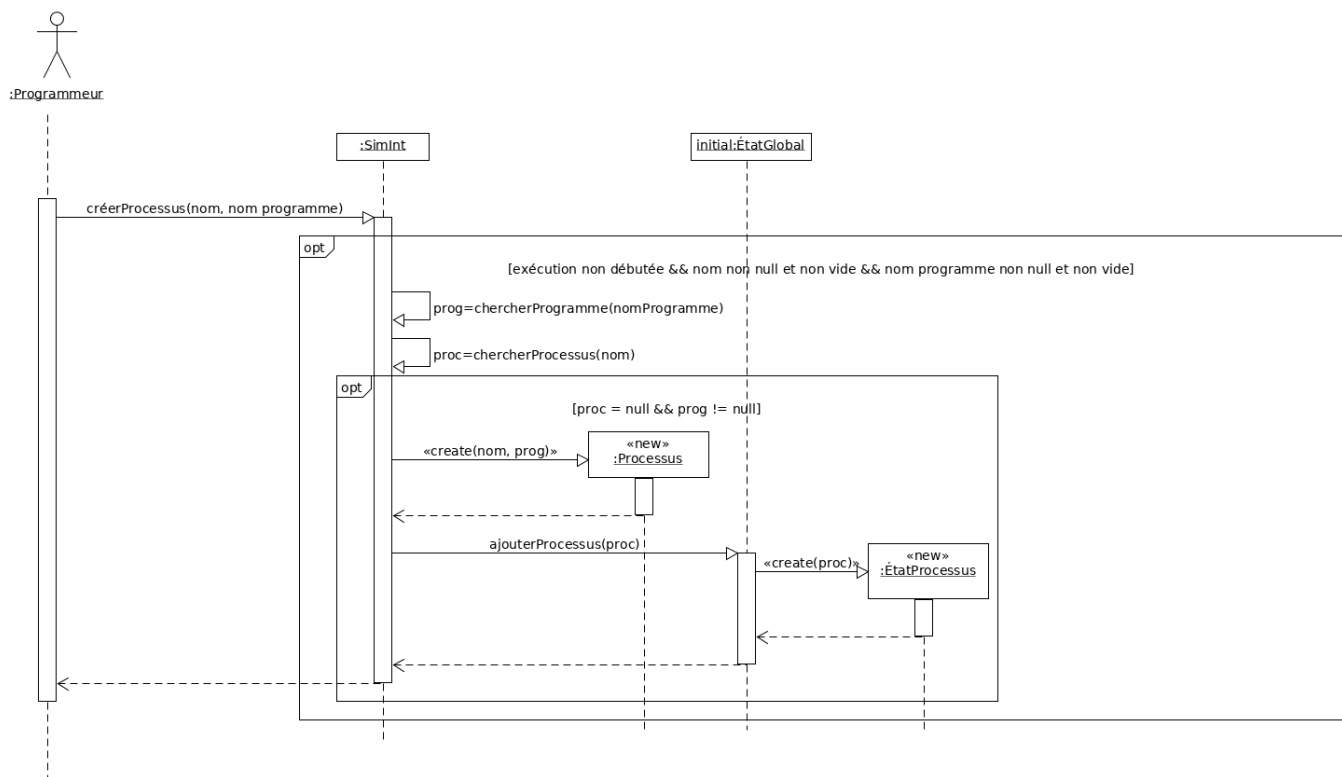 :Programmeur
:SimInt
initial:ÉtatGlobal
créerProcessus(nom, nom programme)
opt
[exécution non débutée && nom non null et non vide && nom programme non null et non vide]
prog=chercherProgramme(nomProgramme)
proc=chercherProcessus(nom)
opt
[proc = null && prog != null]
«create(nom, prog)»
«new»
:Processus
ajouterProcessus(proc)
«create(proc)»
«new»
:ÉtatProcessus